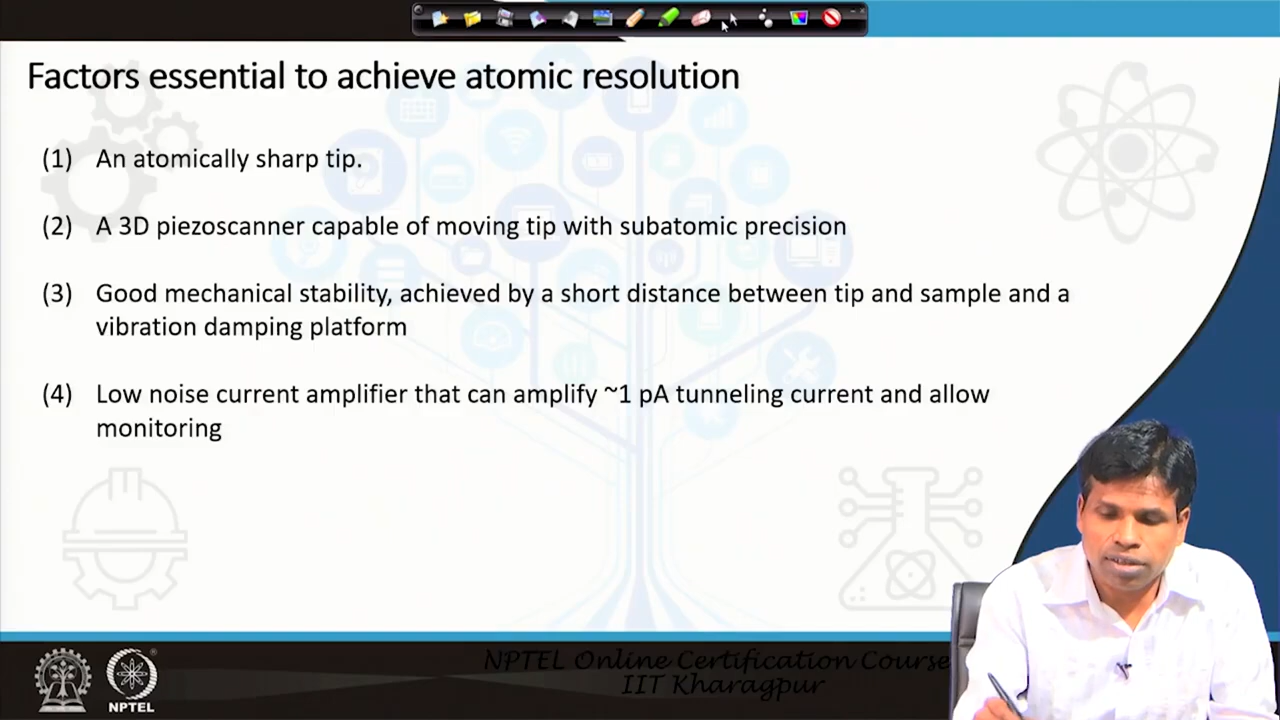 Factors essential to achieve atomic resolution
(1) An atomically sharp tip.
(2) A 3D piezoscanner capable of moving tip with subatomic precision
(3) Good mechanical stability, achieved by a short distance between tip and sample and a
vibration damping platform
(4) Low noise current amplifier that can amplify ~1 pA tunneling current and allow
monitoring
NPTEL Online Certification Course
IIT Kharagpur
NPTEL